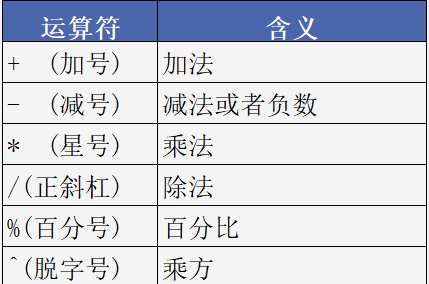 运算符 含义
+ (加号) 加法
- (减号) 减法或者负数
* (星号) 乘法
/(正斜杠) 除法
%(百分号) 百分比
^(脱字号) 乘方